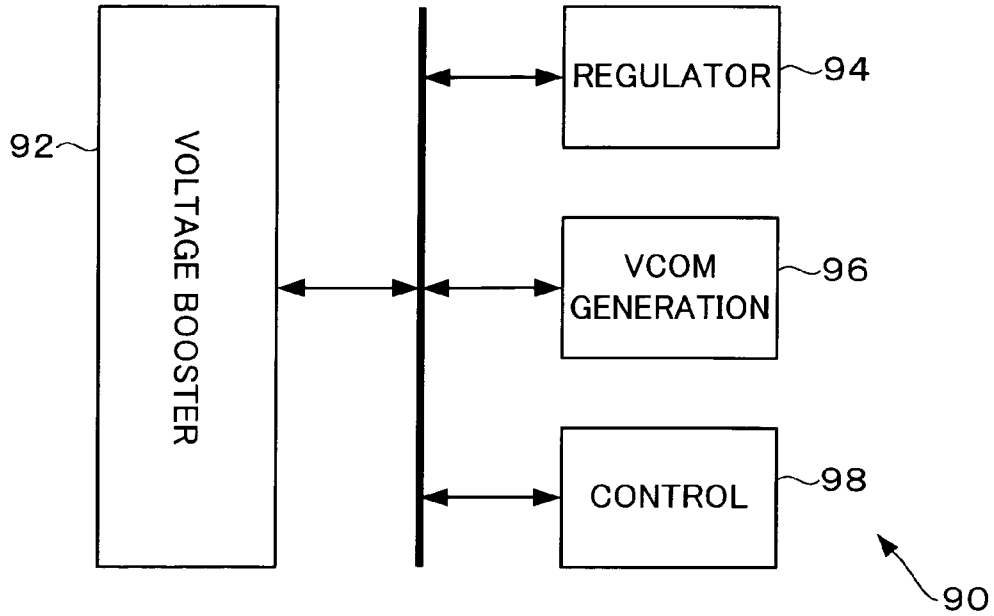 92
VOLTAGE BOOSTER
REGULATOR
94
VCOM
GENERATION
96
CONTROL
98
90